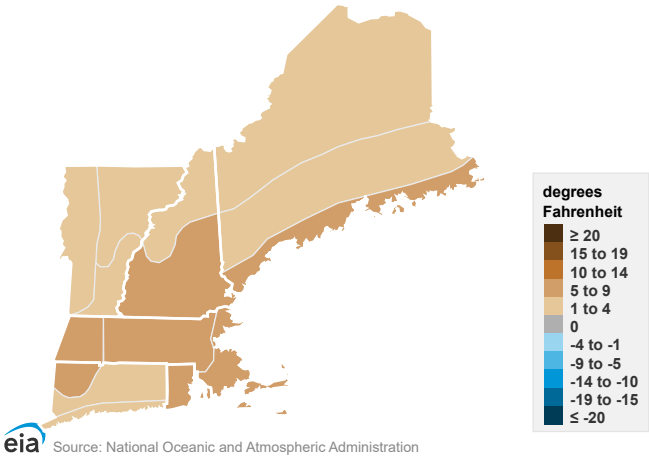 degrees
Fahrenheit
≥ 20
15 to 19
10 to 14
5 to 9
1 to 4
0
-4 to -1
-9 to -5
-14 to -10
-19 to -15
≤ -20
eia
Source: National Oceanic and Atmospheric Administration